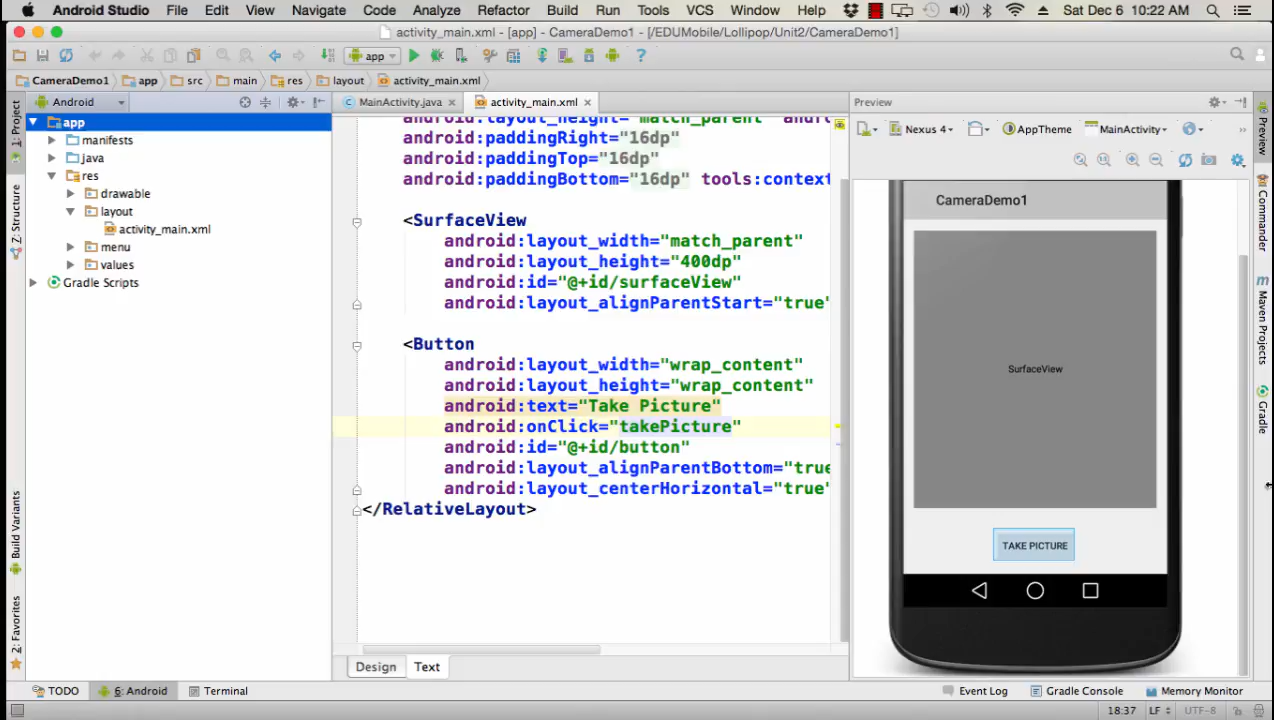 Android Studio File Edit View Navigate Code Analyze Refactor Build Run Tools VCS Window Help Sat Dec 6 10:22 AM
activity_main.xml - [app] - CameraDemo1 - [/EDUMobile/Lollipop/Unit2/CameraDemo1]
app
CameraDemo1 app src main res layout activity_main.xml
Android
MainActivity.java activity_main.xml
Preview
Nexus 4 AppTheme MainActivity
1: Project
Z: Structure
Build Variants
2: Favorites
app
manifests
java
res
drawable
layout
activity_main.xml
menu
values
Gradle Scripts
android:layout_height="match_parent"
android:paddingRight="16dp"
android:paddingTop="16dp"
android:paddingBottom="16dp" tools:context
<SurfaceView
android:layout_width="match_parent"
android:layout_height="400dp"
android:id="@+id/surfaceView"
android:layout_alignParentStart="true"
<Button
android:layout_width="wrap_content"
android:layout_height="wrap_content"
android:text="Take Picture"
android:onClick="takePicture"
android:id="@+id/button"
android:layout_alignParentBottom="true
android:layout_centerHorizontal="true"
</RelativeLayout>
Design Text
CameraDemo1
SurfaceView
TAKE PICTURE
Preview
Commander
Maven Projects
Gradle
TODO 6: Android Terminal Event Log Gradle Console Memory Monitor
18:37 LF UTF-8